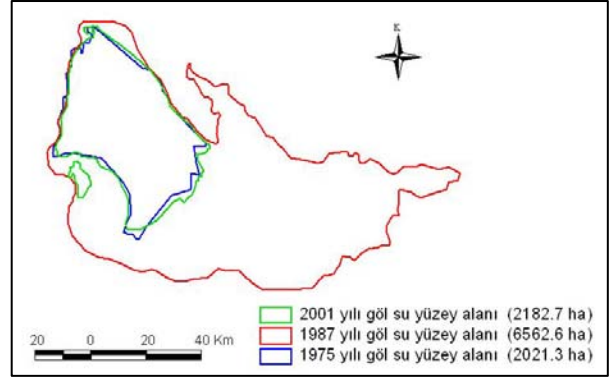 K
2001 yılı göl su yüzey alanı (2182.7 ha)
1987 yılı göl su yüzey alanı (6562.6 ha)
1975 yılı göl su yüzey alanı (2021.3 ha)
20 0 20 40 Km